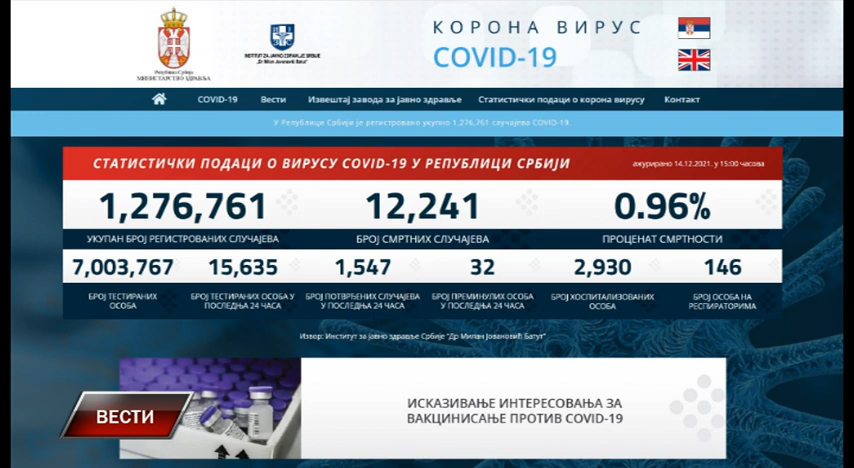 КОРОНА ВИРУС
COVID-19
Република Србија
МИНИСТАРСТВО ЗДРАВЉА
ИНСТИТУТ ЗА ЈАВНО ЗДРАВЉЕ СРБИЈЕ
"Др Милан Јовановић Батут"
COVID-19 Вести Извештај завода за јавно здравље Статистички подаци о корона вирусу Контакт
У Републици Србији је регистровано укупно 1.276,761 случајева COVID-19.
СТАТИСТИЧКИ ПОДАЦИ О ВИРУСУ COVID-19 У РЕПУБЛИЦИ СРБИЈИ ажурирано 14.12.2021. у 15:00 часова
1,276,761 12,241 0.96%
УКУПАН БРОЈ РЕГИСТРОВАНИХ СЛУЧАЈЕВА БРОЈ СМРТНИХ СЛУЧАЈЕВА ПРОЦЕНАТ СМРТНОСТИ
7,003,767 15,635 1,547 32 2,930 146
БРОЈ ТЕСТИРАНИХ БРОЈ ТЕСТИРАНИХ ОСОБА У БРОЈ ПОТВРЂЕНИХ СЛУЧАЈЕВА БРОЈ ПРЕМИНУЛИХ ОСОБА БРОЈ ХОСПИТАЛИЗОВАНИХ БРОЈ ОСОБА НА
ОСОБА ПОСЛЕДЊА 24 ЧАСА У ПОСЛЕДЊА 24 ЧАСА У ПОСЛЕДЊА 24 ЧАСА ОСОБА РЕСПИРАТОРИМА
Извор: Институт за јавно здравље Србије "Др Милан Јовановић Батут"
ИСКАЗИВАЊЕ ИНТЕРЕСОВАЊА ЗА
ВАКЦИНИСАЊЕ ПРОТИВ COVID-19
ВЕСТИ